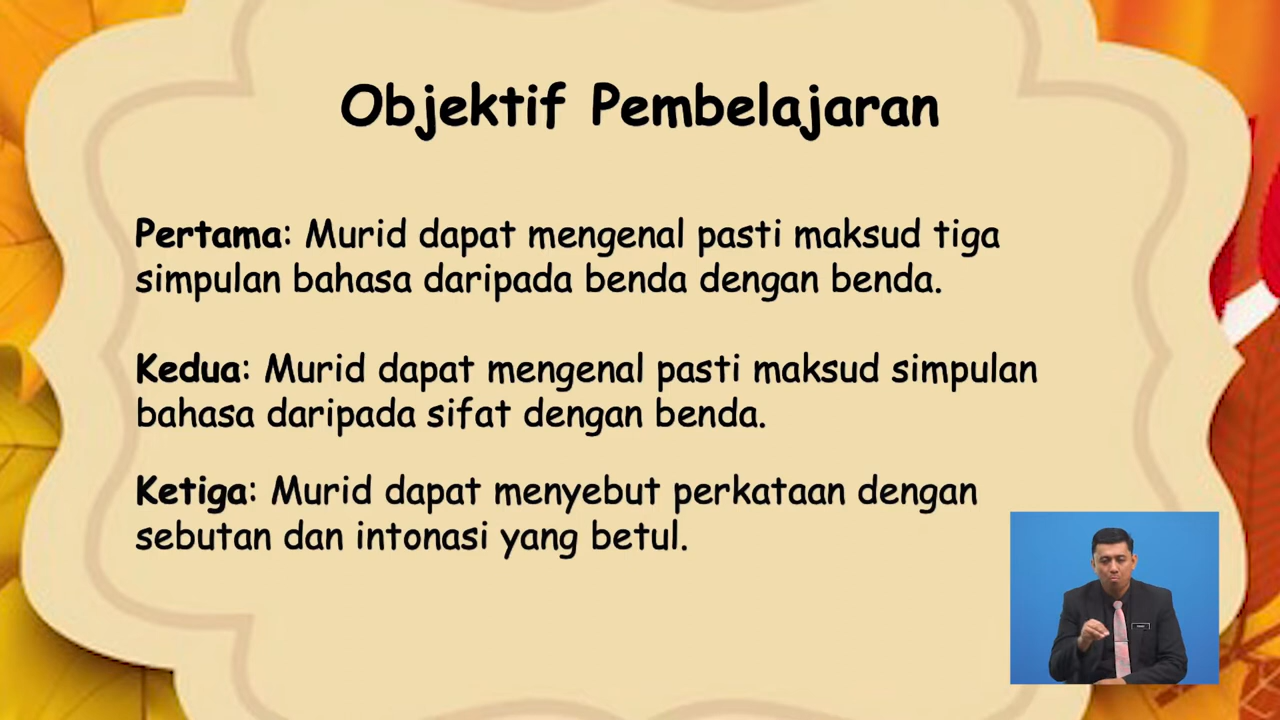 Objektif Pembelajaran
Pertama: Murid dapat mengenal pasti maksud tiga
simpulan bahasa daripada benda dengan benda.
Kedua: Murid dapat mengenal pasti maksud simpulan
bahasa daripada sifat dengan benda.
Ketiga: Murid dapat menyebut perkataan dengan
sebutan dan intonasi yang betul.